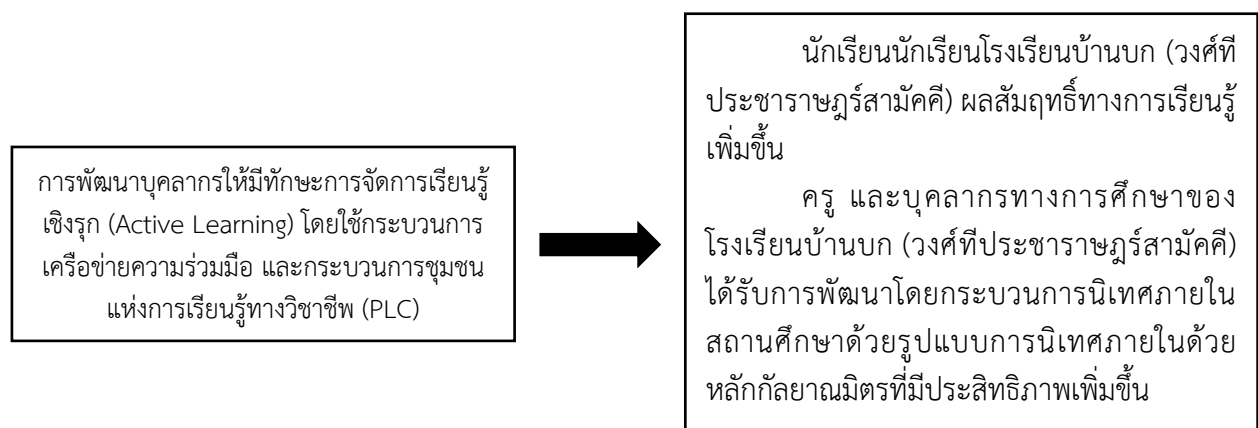 การพัฒนาบุคลากรให้มีทักษะการจัดการเรียนรู้
เชิงรุก (Active Learning) โดยใช้กระบวนการ
เครือข่ายความร่วมมือ และกระบวนการชุมชน
แห่งการเรียนรู้ทางวิชาชีพ (PLC)
นักเรียนนักเรียนโรงเรียนบ้านบก (วงศ์ที
ประชาราษฎร์สามัคคี) ผลสัมฤทธิ์ทางการเรียนรู้
เพิ่มขึ้น
ครู และบุคลากรทางการศึกษาของ
โรงเรียนบ้านบก (วงศ์ทีประชาราษฎร์สามัคคี)
ได้รับการพัฒนาโดยกระบวนการนิเทศภายใน
สถานศึกษาด้วยรูปแบบการนิเทศภายในด้วย
หลักกัลยาณมิตรที่มีประสิทธิภาพเพิ่มขึ้น